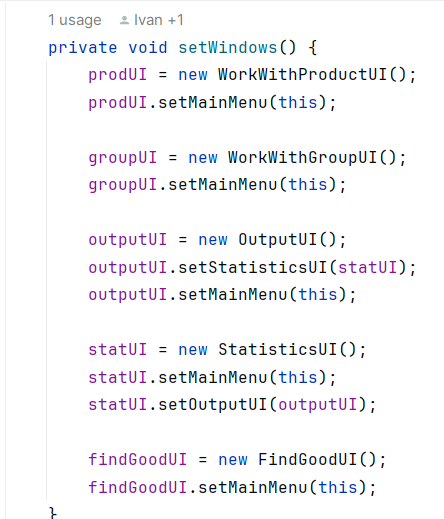 1 usage Ivan +1
private void setWindows() {
prodUI = new WorkWithProductUI();
prodUI.setMainMenu(this);
groupUI = new WorkWithGroupUI();
groupUI.setMainMenu(this);
outputUI = new OutputUI();
outputUI.setStatisticsUI(statUI);
outputUI.setMainMenu(this);
statUI = new StatisticsUI();
statUI.setMainMenu(this);
statUI.setOutputUI(outputUI);
findGoodUI = new FindGoodUI();
findGoodUI.setMainMenu(this);
}